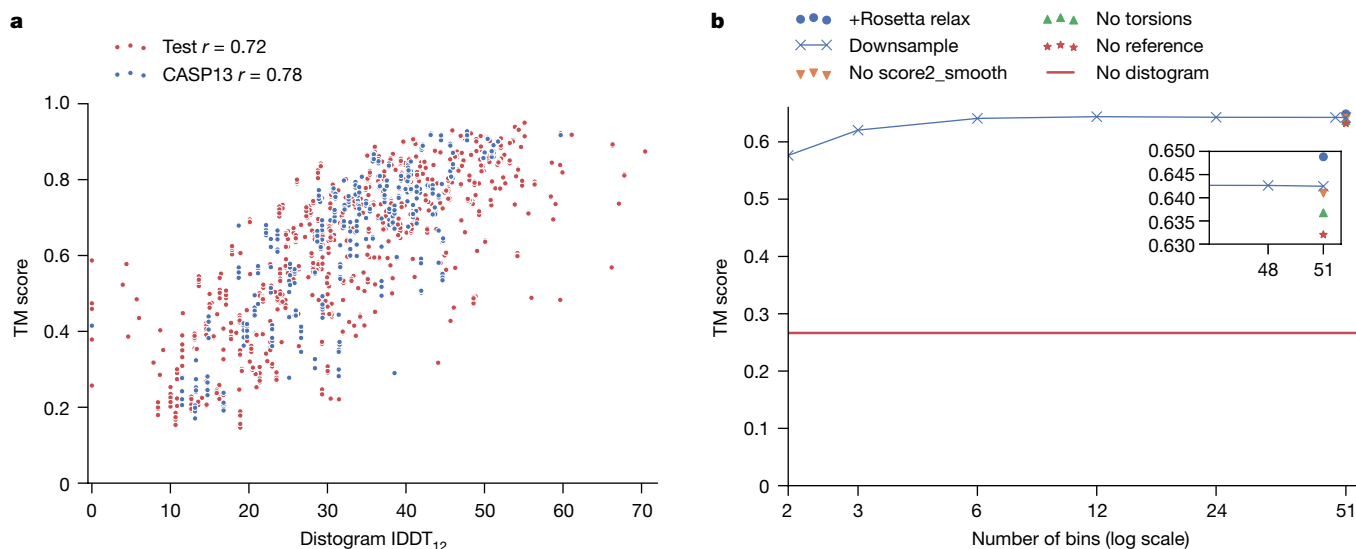 a
Test r = 0.72
CASP13 r = 0.78
TM score
1.0
0.8
0.6
0.4
0.2
0
0
10
20
30
40
50
60
70
Distogram lDDT12
b
+Rosetta relax
Downsample
No score2_smooth
No torsions
No reference
No distogram
TM score
0.6
0.5
0.4
0.3
0.2
0.1
0
0.650
0.645
0.640
0.635
0.630
48
51
2
3
6
12
24
51
Number of bins (log scale)